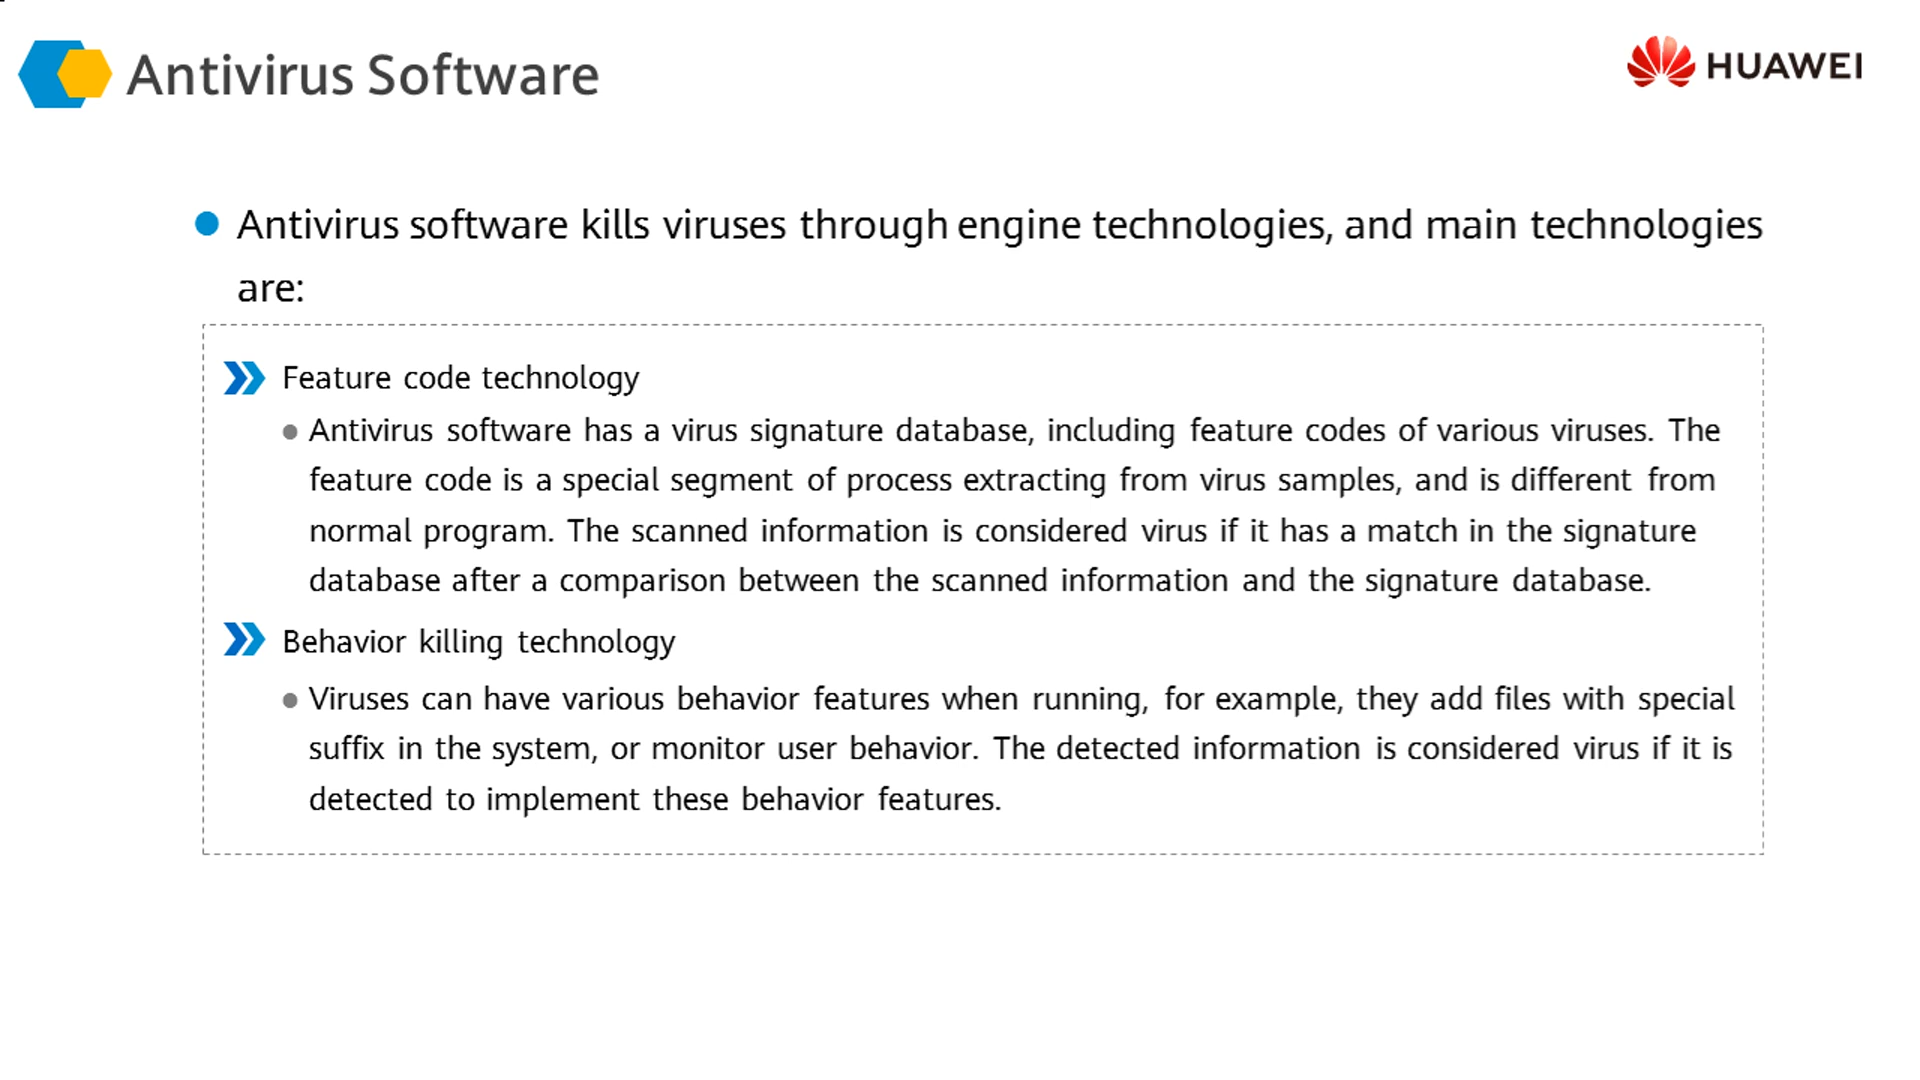 Antivirus Software
HUAWEI
Antivirus software kills viruses through engine technologies, and main technologies
are:
Feature code technology
Antivirus software has a virus signature database, including feature codes of various viruses. The
feature code is a special segment of process extracting from virus samples, and is different from
normal program. The scanned information is considered virus if it has a match in the signature
database after a comparison between the scanned information and the signature database.
Behavior killing technology
Viruses can have various behavior features when running, for example, they add files with special
suffix in the system, or monitor user behavior. The detected information is considered virus if it is
detected to implement these behavior features.